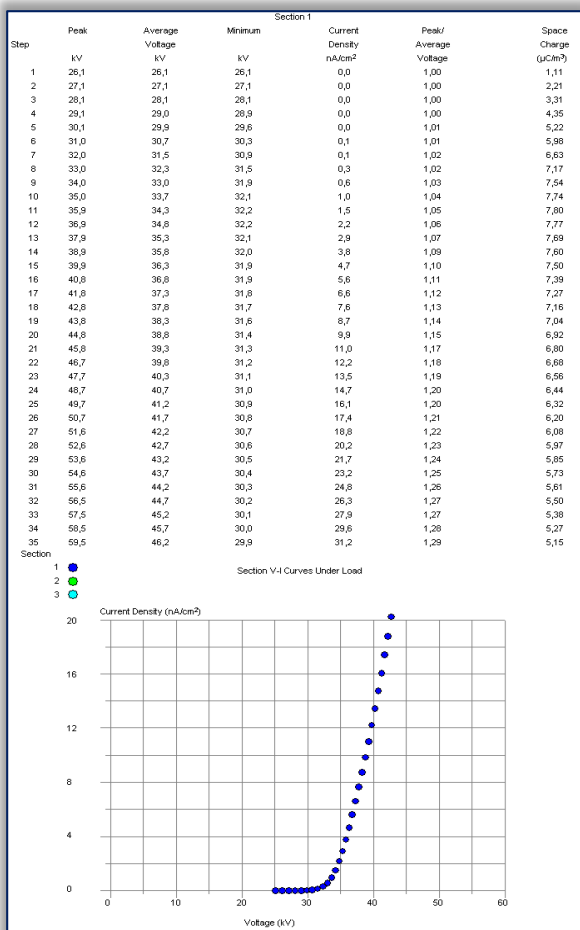 Section 1
Peak Average Minimum Current Peak/ Space
Step Voltage Density Average Charge
kV kV kV nA/cm² Voltage (µC/m³)
1 26,1 26,1 26,1 0,0 1,00 1,11
2 27,1 27,1 27,1 0,0 1,00 2,21
3 28,1 28,1 28,1 0,0 1,00 3,31
4 29,1 29,0 28,9 0,0 1,00 4,35
5 30,1 29,9 29,6 0,0 1,01 5,22
6 31,0 30,7 30,3 0,1 1,01 5,98
7 32,0 31,5 30,9 0,1 1,02 6,63
8 33,0 32,3 31,5 0,3 1,02 7,17
9 34,0 33,0 31,9 0,6 1,03 7,54
10 35,0 33,7 32,1 1,0 1,04 7,74
11 35,9 34,3 32,2 1,5 1,05 7,80
12 36,9 34,8 32,2 2,2 1,06 7,77
13 37,9 35,3 32,1 2,9 1,07 7,69
14 38,9 35,8 32,0 3,8 1,09 7,60
15 39,9 36,3 31,9 4,7 1,10 7,50
16 40,8 36,8 31,9 5,6 1,11 7,39
17 41,8 37,3 31,8 6,6 1,12 7,27
18 42,8 37,8 31,7 7,6 1,13 7,16
19 43,8 38,3 31,6 8,7 1,14 7,04
20 44,8 38,8 31,4 9,9 1,15 6,92
21 45,8 39,3 31,3 11,0 1,17 6,80
22 46,7 39,8 31,2 12,2 1,18 6,68
23 47,7 40,3 31,1 13,5 1,19 6,56
24 48,7 40,7 31,0 14,7 1,20 6,44
25 49,7 41,2 30,9 16,1 1,20 6,32
26 50,7 41,7 30,8 17,4 1,21 6,20
27 51,6 42,2 30,7 18,8 1,22 6,08
28 52,6 42,7 30,6 20,2 1,23 5,97
29 53,6 43,2 30,5 21,7 1,24 5,85
30 54,6 43,7 30,4 23,2 1,25 5,73
31 55,6 44,2 30,3 24,8 1,26 5,61
32 56,5 44,7 30,2 26,3 1,27 5,50
33 57,5 45,2 30,1 27,9 1,27 5,38
34 58,5 45,7 30,0 29,6 1,28 5,27
35 59,5 46,2 29,9 31,2 1,29 5,15
Section
1
Section V-I Curves Under Load
2
3
Current Density (nA/cm²)
20
16
12
8
4
0
0 10 20 30 40 50 60
Voltage (kV)